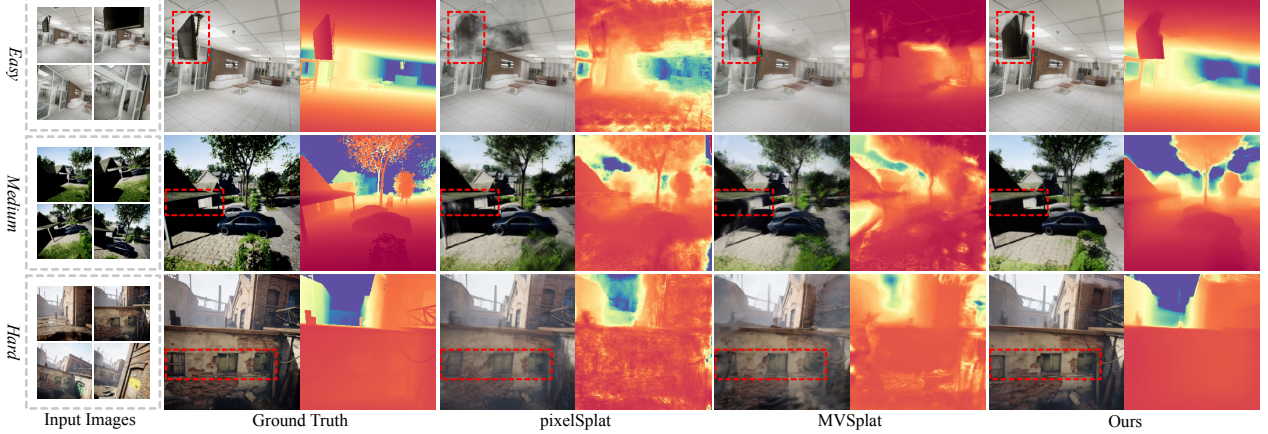 Easy
Medium
Hard
Input Images
Ground Truth
pixelSplat
MVSplat
Ours